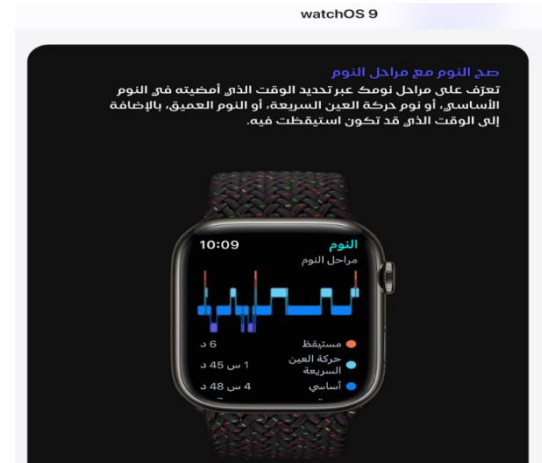 watchOS 9
صح النوم مع مراحل النوم
تعرّف على مراحل نومك عبر تحديد الوقت الذي أمضيته في النوم
الأساسي، أو نوم حركة العين السريعة، أو النوم العميق، بالإضافة
إلى الوقت الذي قد تكون استيقظت فيه.
النوم 10:09
مراحل النوم
مستيقظ 6 د
حركة العين السريعة 1 س 45 د
أساسي 4 س 48 د